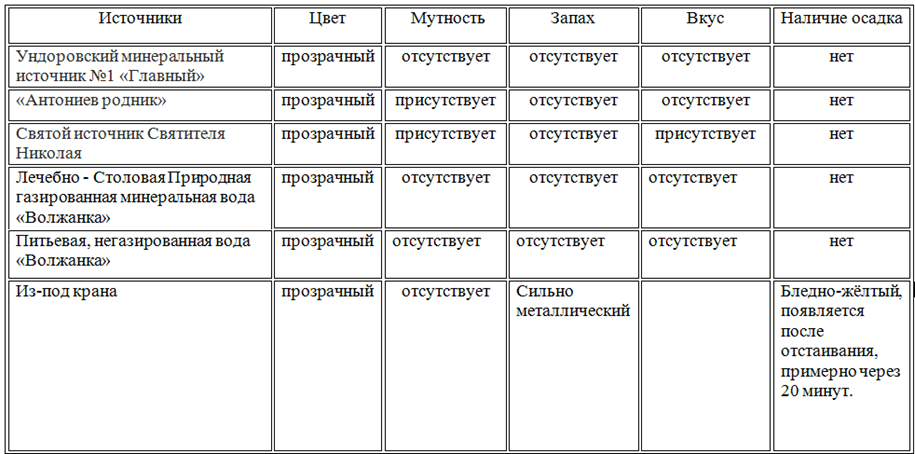 Источники Цвет Мутность Запах Вкус Наличие осадка
Ундоровский минеральный источник №1 «Главный» прозрачный отсутствует отсутствует отсутствует нет
«Антониев родник» прозрачный присутствует отсутствует отсутствует нет
Святой источник Святителя Николая прозрачный присутствует отсутствует присутствует нет
Лечебно - Столовая Природная газированная минеральная вода «Волжанка» прозрачный отсутствует отсутствует отсутствует нет
Питьевая, негазированная вода «Волжанка» прозрачный отсутствует отсутствует отсутствует нет
Из-под крана прозрачный отсутствует Сильно металлический Бледно-жёлтый, появляется после отстаивания, примерно через 20 минут.